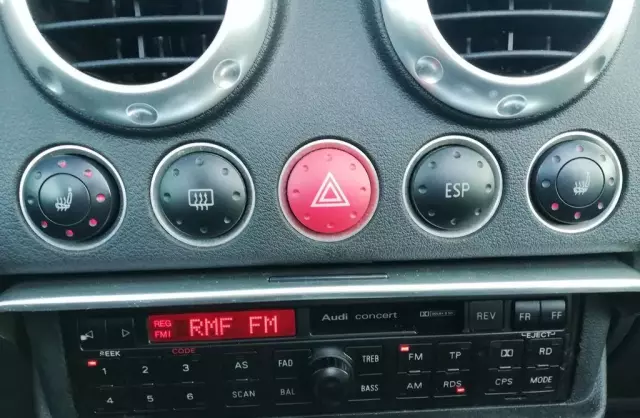 ESP
Audi concert
REV
FR
FF
EJECT
REG
FM1
RMF FM
SEEK
CODE
1
2
3
AS
FAD
TREB
FM
TP
RD
4
5
6
SCAN
BAL
BASS
AM
RDS
CPS
MODE